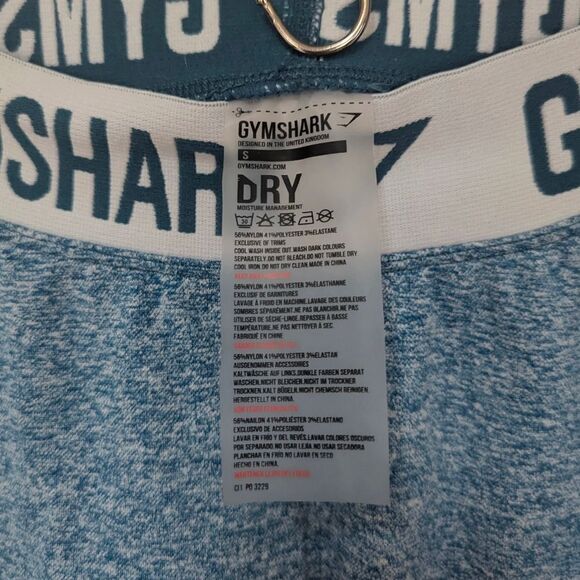 GYMS
GYMS
SHAR
GYM
GYMSHARK
DESIGNED IN THE UNITED KINGDOM
S
GYMSHARK.COM
DRY
MOISTURE MANAGEMENT
30
56%NYLON 41%POLYESTER 3%ELASTANE
EXCLUSIVE OF TRIMS
COOL WASH INSIDE OUT.WASH DARK COLOURS
SEPARATELY.DO NOT BLEACH.DO NOT TUMBLE DRY
COOL IRON.DO NOT DRY CLEAN.MADE IN CHINA
56%NYLON 41%POLYESTER 3%ELASTHANNE
EXCLUSIF DE GARNITURES
LAVAGE A FROID EN MACHINE.LAVAGE DES COULEURS
SOMBRES SÉPARÉMENT.NE PAS BLANCHIR.NE PAS
UTILISER DE SÈCHE-LINGE.REPASSER À BASSE
TEMPÉRATURE.NE PAS NETTOYER À SEC.
FABRIQUÉ EN CHINE
56%NYLON 41%POLYESTER 3%ELASTAN
AUSGENOMMEN ACCESSOIRES
KALTWÄSCHE AUF LINKS.DUNKLE FARBEN SEPARAT
WASCHEN.NICHT BLEICHEN.NICHT IM TROCKNER
TROCKNEN. KALT BÜGELN.NICHT CHEMISCH REINIGEN.
HERGESTELLT IN CHINA.
56%NAILON 41%POLIÉSTER 3%ELASTANO
EXCLUSIVO DE ACCESORIOS
LAVAR EN FRÍO Y DEL REVÉS.LAVAR COLORES OSCUROS
POR SEPARADO.NO USAR LEJÍA.NO USAR SECADORA
PLANCHAR EN FRÍO.NO LAVAR EN SECO
HECHO EN CHINA.
PO 3229